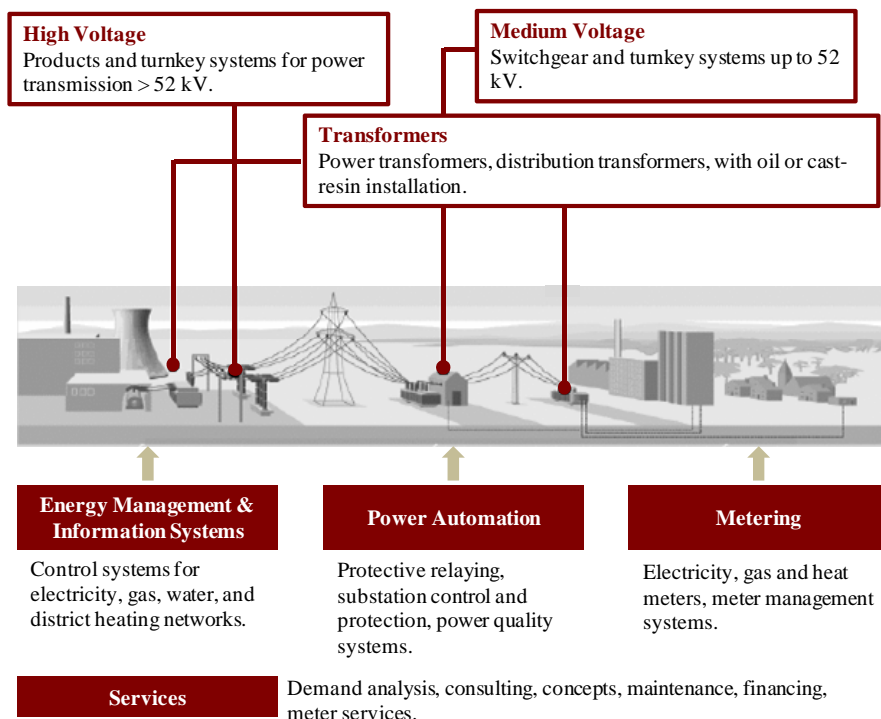 High Voltage
Products and turnkey systems for power
transmission > 52 kV.
Medium Voltage
Switchgear and turnkey systems up to 52
kV.
Transformers
Power transformers, distribution transformers, with oil or cast-
resin installation.
Energy Management &
Information Systems
Control systems for
electricity, gas, water, and
district heating networks.
Power Automation
Protective relaying,
substation control and
protection, power quality
systems.
Metering
Electricity, gas and heat
meters, meter management
systems.
Services
Demand analysis, consulting, concepts, maintenance, financing,
meter services.